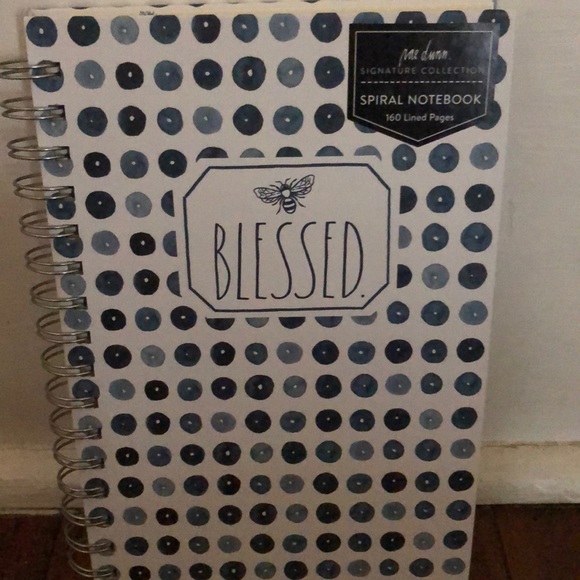 Rae Dunn
SIGNATURE COLLECTION
SPIRAL NOTEBOOK
160 Lined Pages
BLESSED.